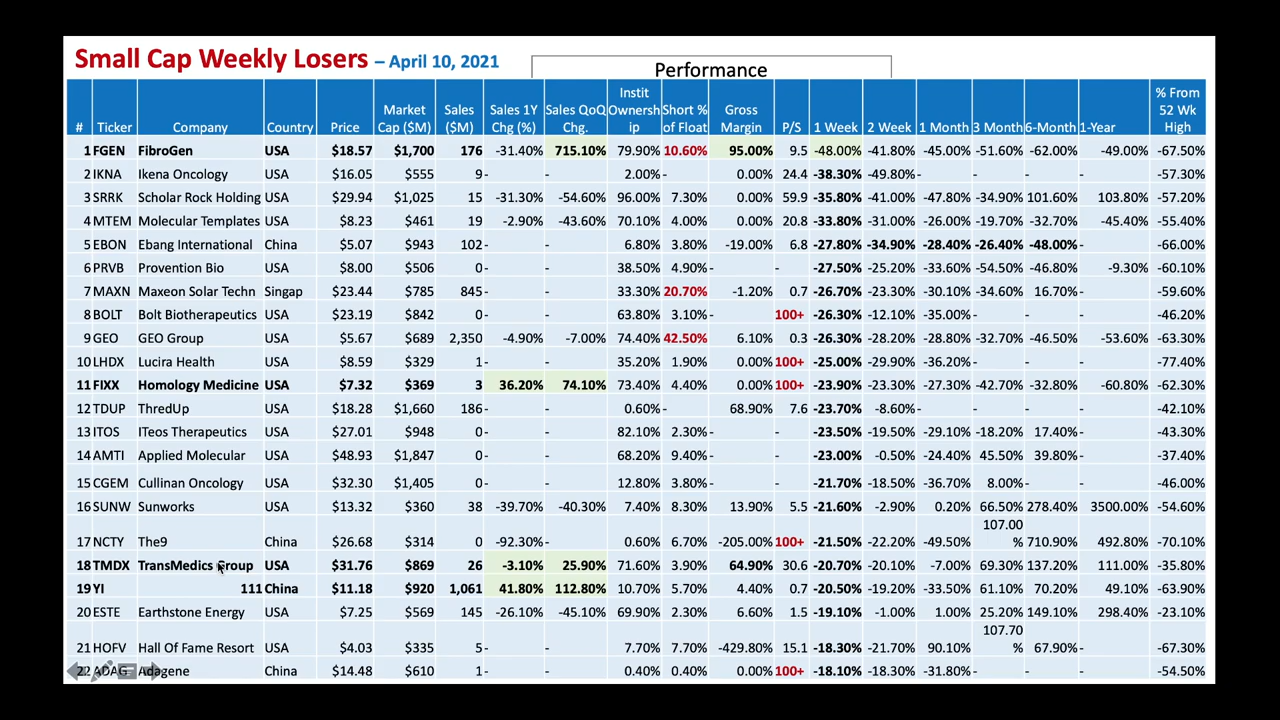 Small Cap Weekly Losers – April 10, 2021
Performance
# Ticker Company Country Price Market Cap ($M) Sales ($M) Sales 1Y Chg (%) Sales QoQ Chg. Instit Ownership Short % of Float Gross Margin P/S 1 Week 2 Week 1 Month 3 Month 6-Month 1-Year % From 52 Wk High
1 FGEN FibroGen USA $18.57 $1,700 176 -31.40% 715.10% 79.90% 10.60% 95.00% 9.5 -48.00% -41.80% -45.00% -51.60% -62.00% -49.00% -67.50%
2 IKNA Ikena Oncology USA $16.05 $555 9 - - 2.00% - 0.00% 24.4 -38.30% -49.80% - - - - -57.30%
3 SRRK Scholar Rock Holding USA $29.94 $1,025 15 -31.30% -54.60% 96.00% 7.30% 0.00% 59.9 -35.80% -41.00% -47.80% -34.90% 101.60% 103.80% -57.20%
4 MTEM Molecular Templates USA $8.23 $461 19 -2.90% -43.60% 70.10% 4.00% 0.00% 20.8 -33.80% -31.00% -26.00% -19.70% -32.70% -45.40% -55.40%
5 EBON Ebang International China $5.07 $943 102 - - 6.80% 3.80% -19.00% 6.8 -27.80% -34.90% -28.40% -26.40% -48.00% - -66.00%
6 PRVB Provention Bio USA $8.00 $506 0 - - 38.50% 4.90% - - -27.50% -25.20% -33.60% -54.50% -46.80% -9.30% -60.10%
7 MAXN Maxeon Solar Techn Singap $23.44 $785 845 - - 33.30% 20.70% -1.20% 0.7 -26.70% -23.30% -30.10% -34.60% 16.70% - -59.60%
8 BOLT Bolt Biotherapeutics USA $23.19 $842 0 - - 63.80% 3.10% - 100+ -26.30% -12.10% -35.00% - - - -46.20%
9 GEO GEO Group USA $5.67 $689 2,350 -4.90% -7.00% 74.40% 42.50% 6.10% 0.3 -26.30% -28.20% -28.80% -32.70% -46.50% -53.60% -63.30%
10 LHDX Lucira Health USA $8.59 $329 1 - - 35.20% 1.90% 0.00% 100+ -25.00% -29.90% -36.20% - - - -77.40%
11 FIXX Homology Medicine USA $7.32 $369 3 36.20% 74.10% 73.40% 4.40% 0.00% 100+ -23.90% -23.30% -27.30% -42.70% -32.80% -60.80% -62.30%
12 TDUP ThredUp USA $18.28 $1,660 186 - - 0.60% - 68.90% 7.6 -23.70% -8.60% - - - - -42.10%
13 ITOS ITeos Therapeutics USA $27.01 $948 0 - - 82.10% 2.30% - - -23.50% -19.50% -29.10% -18.20% 17.40% - -43.30%
14 AMTI Applied Molecular USA $48.93 $1,847 0 - - 68.20% 9.40% - - -23.00% -0.50% -24.40% 45.50% 39.80% - -37.40%
15 CGEM Cullinan Oncology USA $32.30 $1,405 0 - - 12.80% 3.80% - - -21.70% -18.50% -36.70% 8.00% - - -46.00%
16 SUNW Sunworks USA $13.32 $360 38 -39.70% -40.30% 7.40% 8.30% 13.90% 5.5 -21.60% -2.90% 0.20% 66.50% 278.40% 3500.00% -54.60%
17 NCTY The9 China $26.68 $314 0 -92.30% - 0.60% 6.70% -205.00% 100+ -21.50% -22.20% -49.50% 107.00 % 710.90% 492.80% -70.10%
18 TMDX TransMedics Group USA $31.76 $869 26 -3.10% 25.90% 71.60% 3.90% 64.90% 30.6 -20.70% -20.10% -7.00% 69.30% 137.20% 111.00% -35.80%
19 YI 111 China $11.18 $920 1,061 41.80% 112.80% 10.70% 5.70% 4.40% 0.7 -20.50% -19.20% -33.50% 61.10% 70.20% 49.10% -63.90%
20 ESTE Earthstone Energy USA $7.25 $569 145 -26.10% -45.10% 69.90% 2.30% 6.60% 1.5 -19.10% -1.00% 1.00% 25.20% 149.10% 298.40% -23.10%
21 HOFV Hall Of Fame Resort USA $4.03 $335 5 - - 7.70% 7.70% -429.80% 15.1 -18.30% -21.70% 90.10% 107.70 % 67.90% - -67.30%
22 ADAG Adagene China $14.48 $610 1 - - 0.40% 0.40% 0.00% 100+ -18.10% -18.30% -31.80% - - - -54.50%